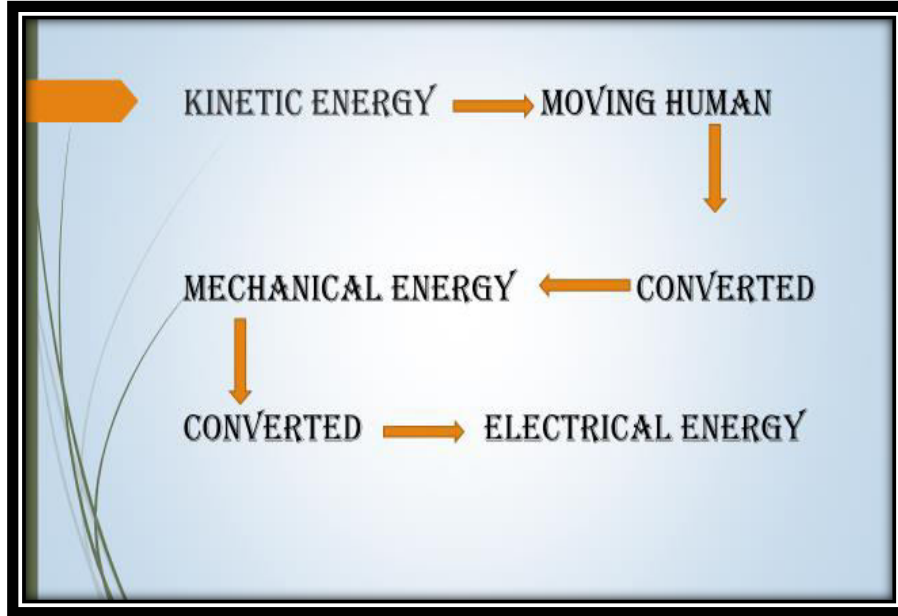 KINETIC ENERGY MOVING HUMAN
MECHANICAL ENERGY CONVERTED
CONVERTED ELECTRICAL ENERGY